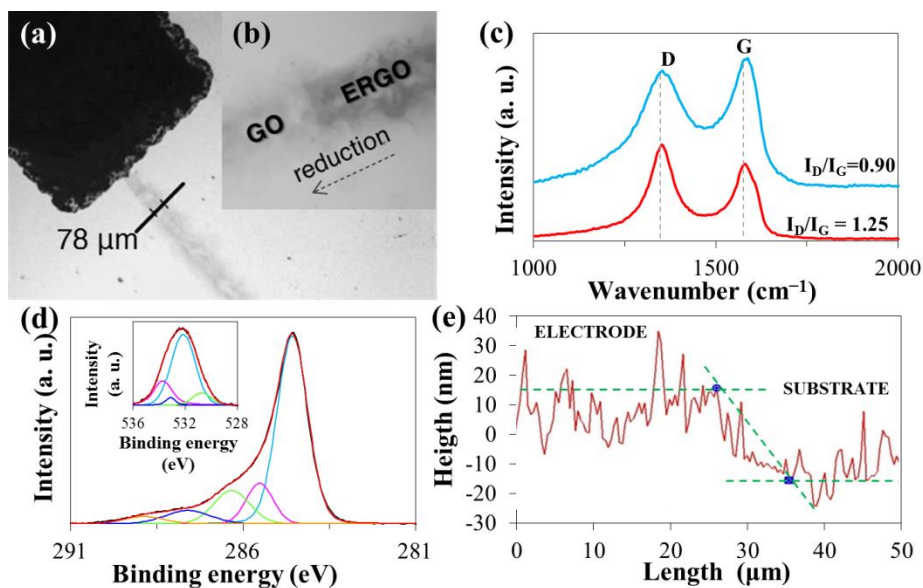 (a)
78 μm
(b)
GO
ERGO
reduction
(c)
D
G
Intensity (a. u.)
I_D/I_G=0.90
I_D/I_G = 1.25
1000
1500
2000
Wavenumber (cm⁻¹)
(d)
Intensity (a. u.)
Intensity
(a. u.)
536
532
528
Binding energy
(eV)
291
286
281
Binding energy (eV)
(e)
Heigth (nm)
40
30
20
10
0
-10
-20
-30
ELECTRODE
SUBSTRATE
0
10
20
30
40
50
Length (μm)